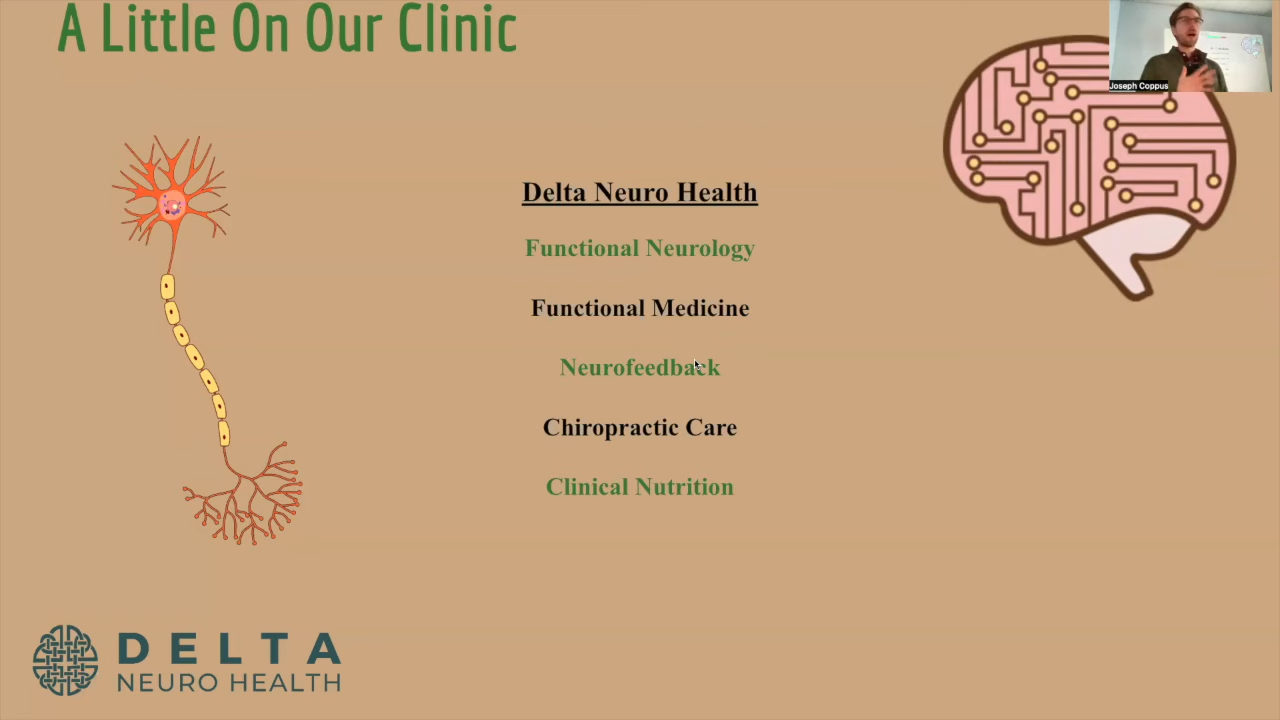 A Little On Our Clinic
Joseph Coppus
Delta Neuro Health
Functional Neurology
Functional Medicine
Neurofeedback
Chiropractic Care
Clinical Nutrition
DELTA
NEURO HEALTH